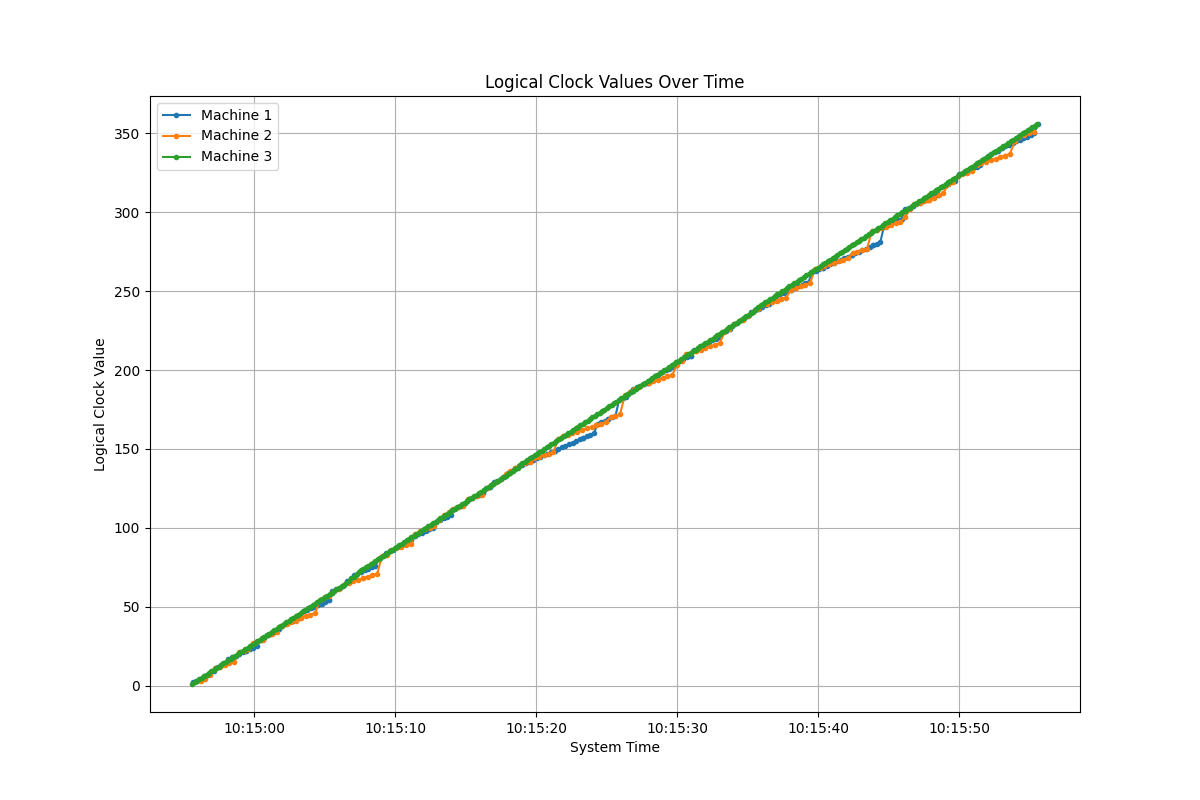 Logical Clock Values Over Time
Machine 1
Machine 2
Machine 3
Logical Clock Value
350
300
250
200
150
100
50
0
10:15:00 10:15:10 10:15:20 10:15:30 10:15:40 10:15:50
System Time